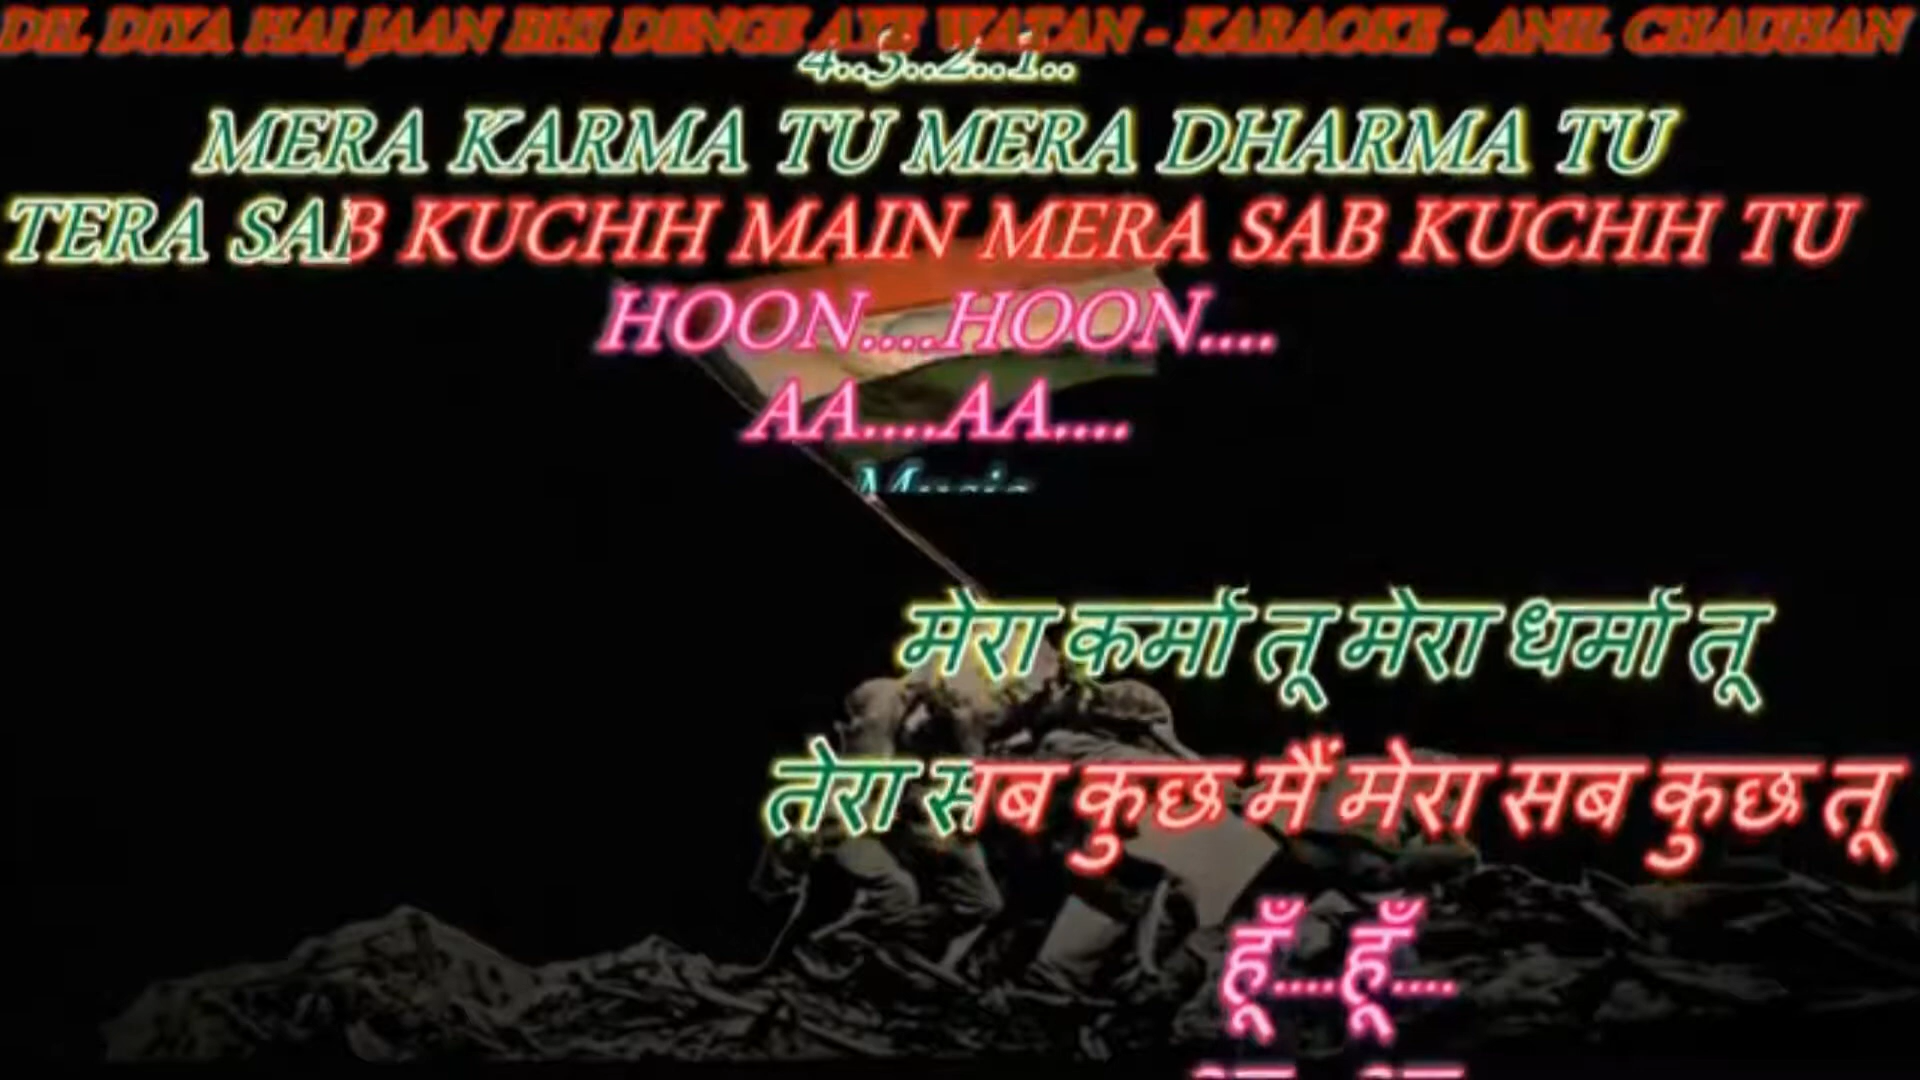 DIL DIYA HAI JAAN BHI DENGE AYE WATAN - KARAOKE - ANIL CHAUHAN
4..3..2..1..
MERA KARMA TU MERA DHARMA TU
TERA SAB KUCHH MAIN MERA SAB KUCHH TU
HOON....HOON....
AA....AA....
Music
मेरा कर्मा तू मेरा धर्मा तू
तेरा सब कुछ मैं मेरा सब कुछ तू
हूँ....हूँ....